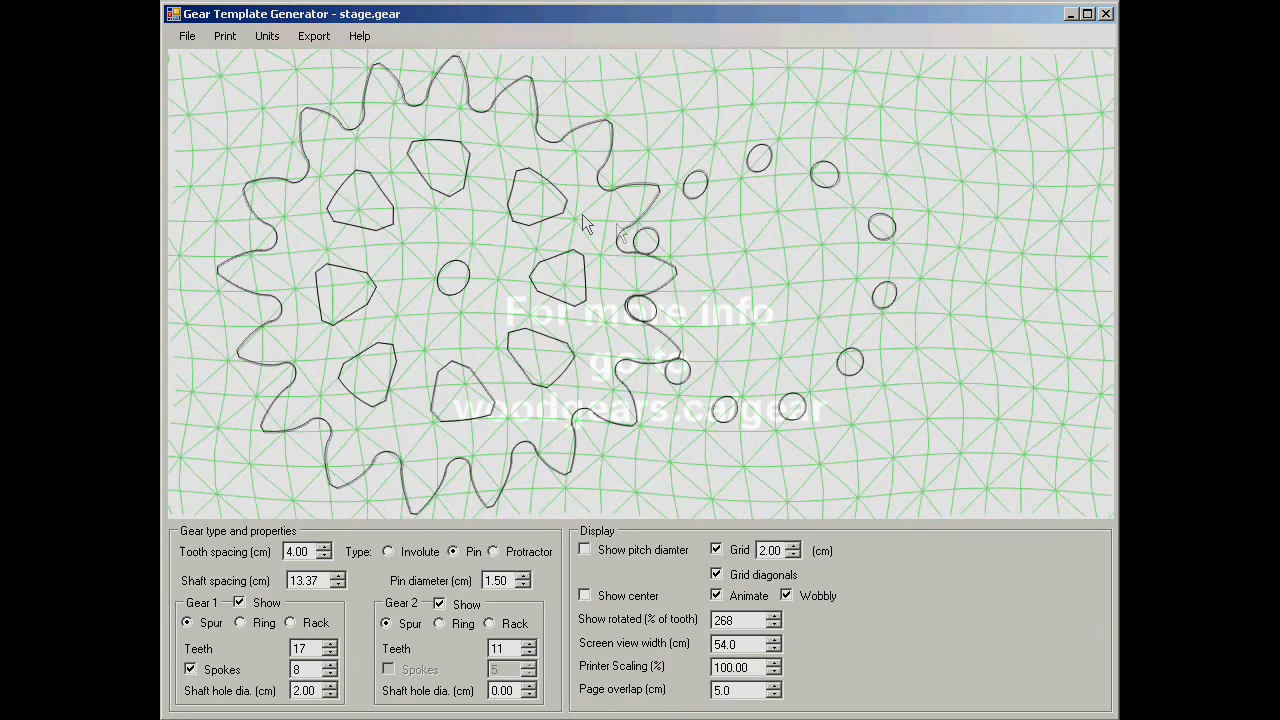 Gear Template Generator - stage.gear
File Print Units Export Help
For more info
go to
woodgears.ca/gear
Gear type and properties
Tooth spacing (cm) 4.00 Type: Involute Pin Protractor
Shaft spacing (cm) 13.37 Pin diameter (cm) 1.50
Gear 1 Show
Spur Ring Rack
Teeth 17
Spokes 8
Shaft hole dia. (cm) 2.00
Gear 2 Show
Spur Ring Rack
Teeth 11
Spokes 5
Shaft hole dia. (cm) 0.00
Display
Show pitch diamter Grid 2.00 (cm)
Grid diagonals
Show center Animate Wobbly
Show rotated (% of tooth) 268
Screen view width (cm) 54.0
Printer Scaling (%) 100.00
Page overlap (cm) 5.0